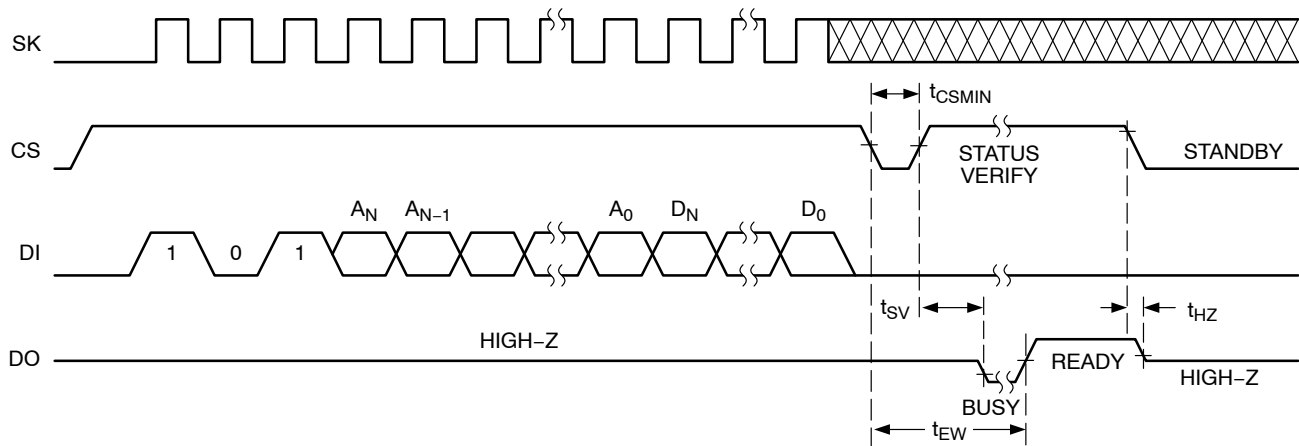 SK
t_CSMIN
CS
STATUS
VERIFY
STANDBY
A_N A_N−1 A_0 D_N D_0
DI
1 0 1
t_SV
t_HZ
HIGH−Z
DO
READY
HIGH−Z
BUSY
t_EW